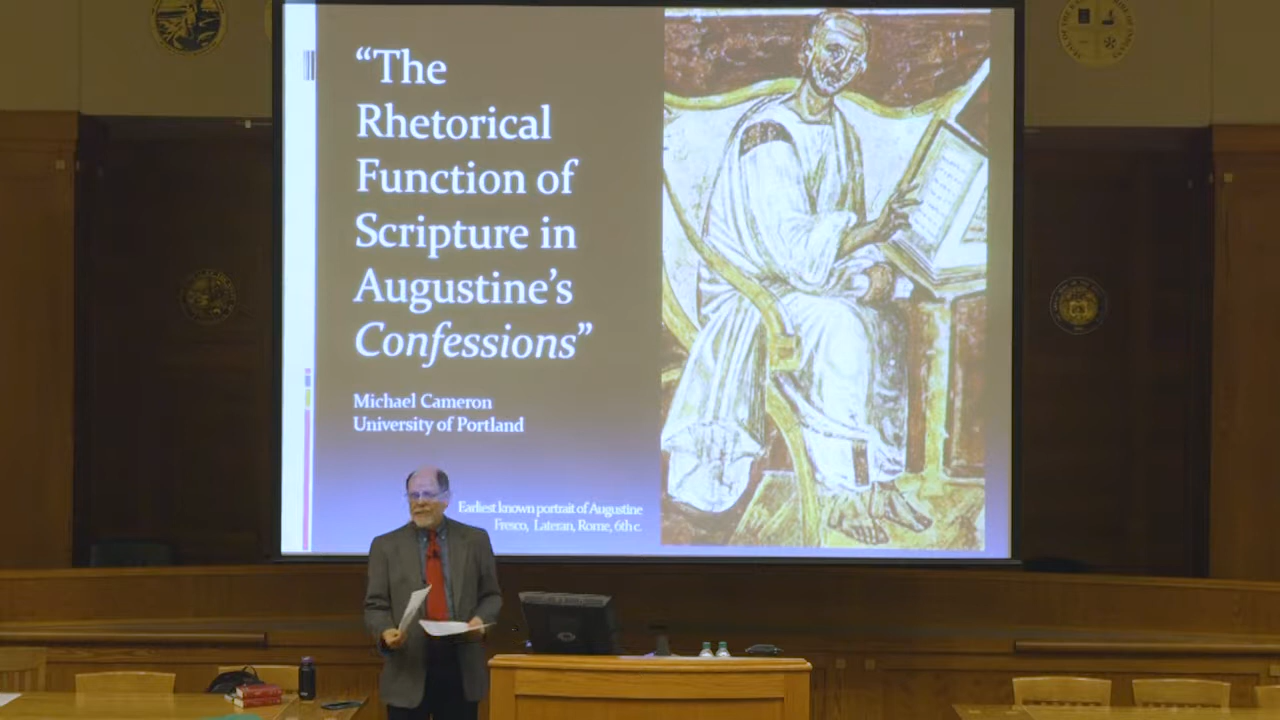 “The
Rhetorical
Function of
Scripture in
Augustine’s
Confessions”
Michael Cameron
University of Portland
Earliest known portrait of Augustine
Fresco, Lateran, Rome, 6th c.